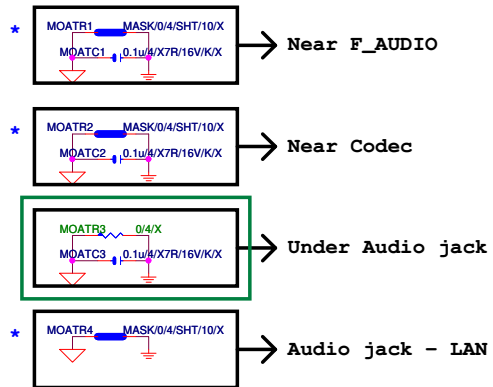 * MOATR1 MASK/0/4/SHT/10/X
MOATC1 0.1u/4/X7R/16V/K/X
Near F_AUDIO
* MOATR2 MASK/0/4/SHT/10/X
MOATC2 0.1u/4/X7R/16V/K/X
Near Codec
MOATR3 0/4/X
MOATC3 0.1u/4/X7R/16V/K/X
Under Audio jack
* MOATR4 MASK/0/4/SHT/10/X
Audio jack - LAN